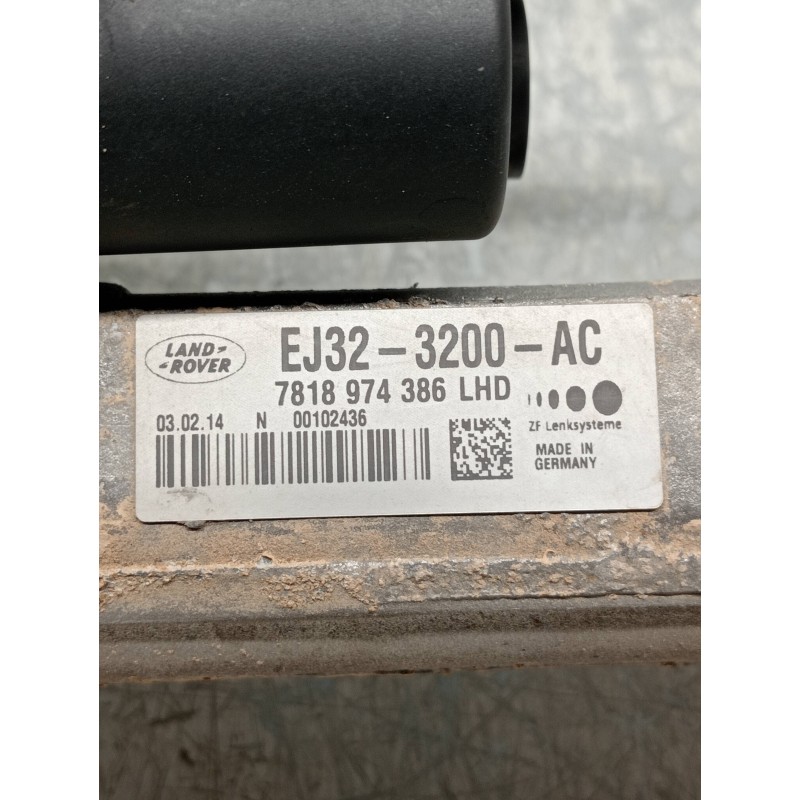 LAND
ROVER
EJ32-3200-AC
7818 974 386 LHD
03.02.14 N 00102436
ZF Lenksysteme
MADE IN
GERMANY